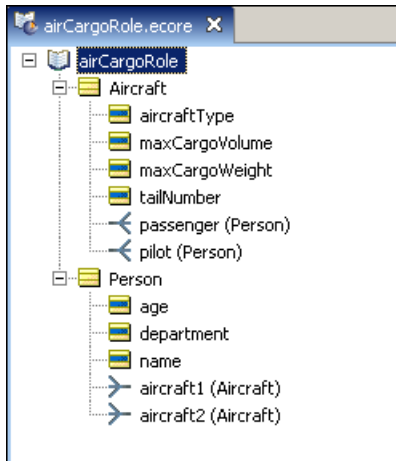 airCargoRole.ecore
airCargoRole
Aircraft
aircraftType
maxCargoVolume
maxCargoWeight
tailNumber
passenger (Person)
pilot (Person)
Person
age
department
name
aircraft1 (Aircraft)
aircraft2 (Aircraft)